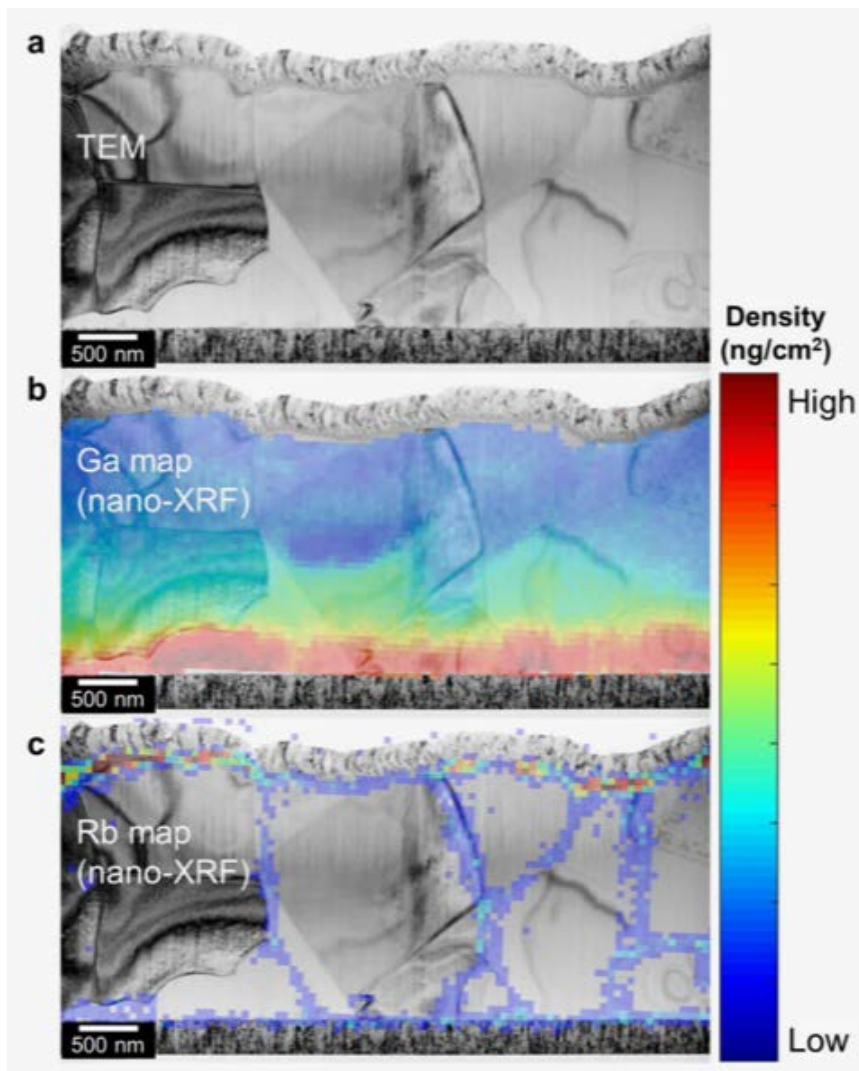 a
TEM
500 nm
Density
(ng/cm²)
High
b
Ga map
(nano-XRF)
500 nm
c
Rb map
(nano-XRF)
500 nm
Low